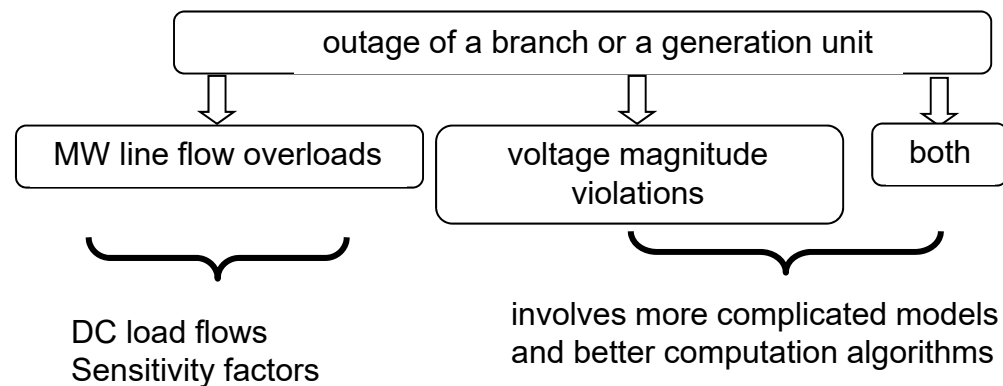 outage of a branch or a generation unit
MW line flow overloads
voltage magnitude
violations
both
DC load flows
Sensitivity factors
involves more complicated models
and better computation algorithms